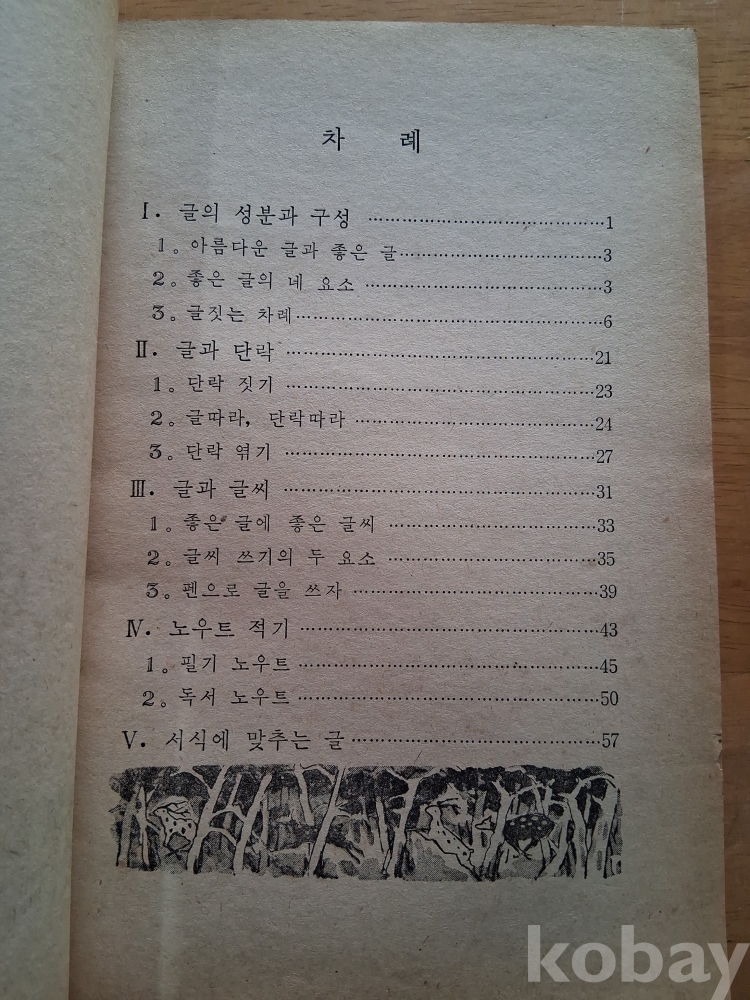 차 례
Ⅰ. 글의 성분과 구성 ……………………………1
1。아름다운 글과 좋은 글……………………………3
2。좋은 글의 네 요소 ……………………………3
3。글짓는 차례……………………………6
Ⅱ. 글과 단락 ……………………………21
1。단락 짓기 ……………………………23
2。글따라, 단락따라 ……………………………24
3。단락 엮기 ……………………………27
Ⅲ. 글과 글씨 ……………………………31
1。좋은 글에 좋은 글씨 ……………………………33
2。글씨 쓰기의 두 요소 ……………………………35
3。펜으로 글을 쓰자 ……………………………39
Ⅳ. 노우트 적기 ……………………………43
1。필기 노우트 ……………………………45
2。독서 노우트 ……………………………50
Ⅴ. 서식에 맞추는 글 ……………………………57
kobay